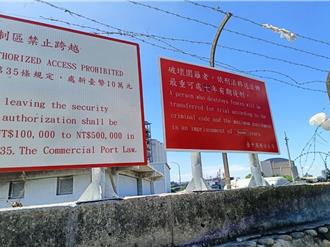 制區禁止跨越
THORIZED ACCESS PROHIBITED
第35條規定，處新臺幣10萬元
leaving the security
authorization shall be
NT$100,000 to NT$500,000 in
35. The Commercial Port Law.
破壞圍籬者，依刑法移送法辦
最重可處七年有期徒刑。
A person who destroys fences will be
transferred for trial according to the
criminal code and the maximum punishment
is an imprisonment of years.